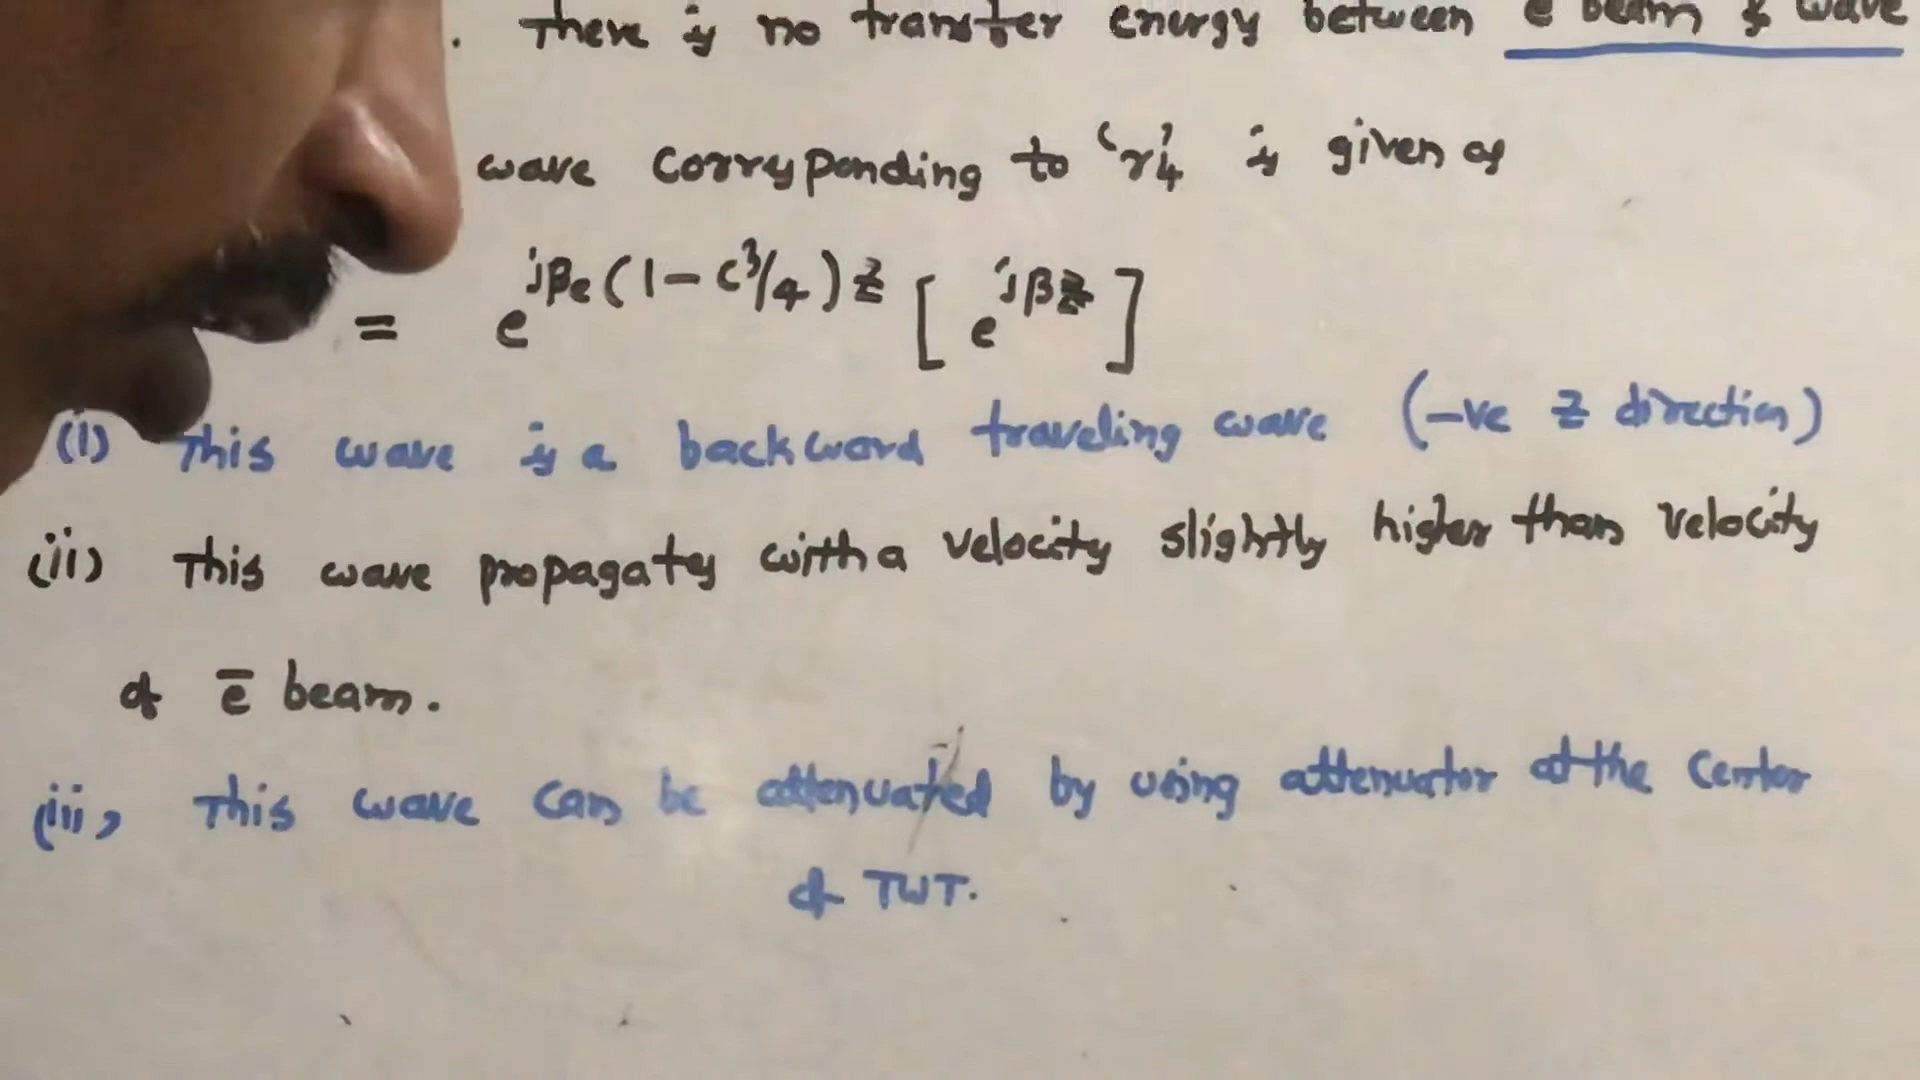 . There is no transfer energy between e beam & wave
wave corresponding to 'r4' is given as
= e^jβe(1-C³/4)z [e^jβz]
(i) This wave is a backward traveling wave (-ve z direction)
(ii) This wave propagates with a velocity slightly higher than velocity
of e̅ beam.
(iii) This wave can be attenuated by using attenuator at the center
of TWT.